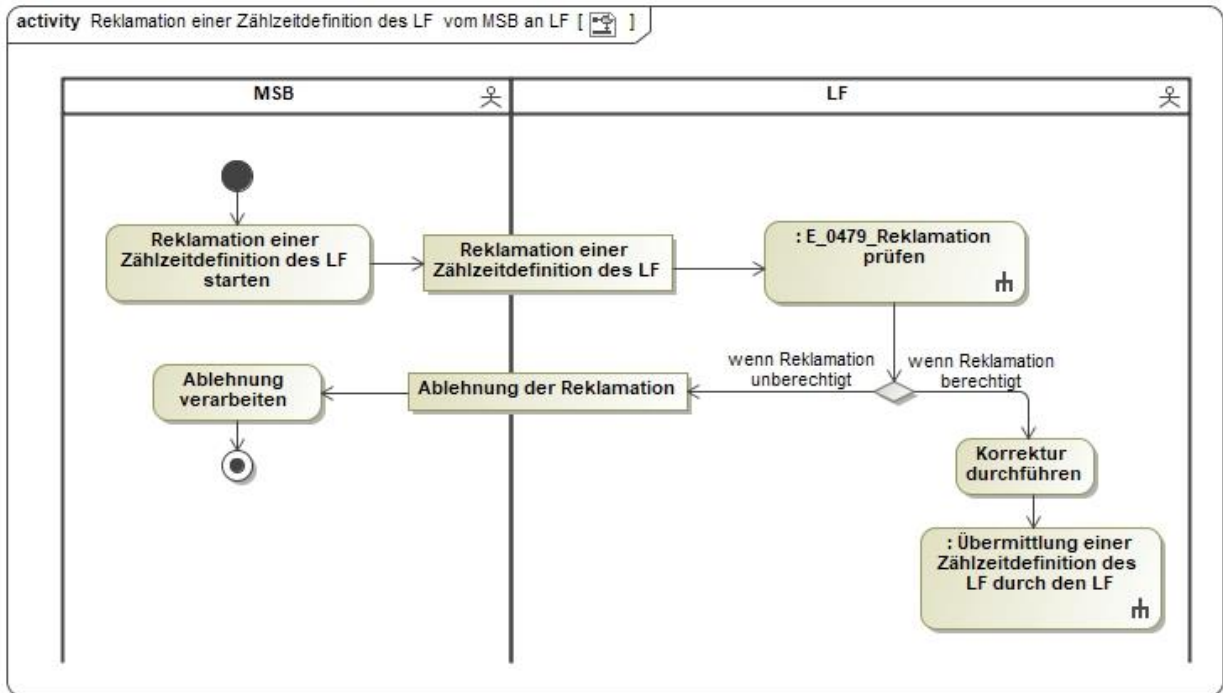 activity Reklamation einer Zählzeitdefinition des LF vom MSB an LF [ ]
MSB
LF
Reklamation einer
Zählzeitdefinition des LF
starten
Reklamation einer
Zählzeitdefinition des LF
: E_0479_Reklamation
prüfen
wenn Reklamation
unberechtigt
wenn Reklamation
berechtigt
Ablehnung der Reklamation
Ablehnung
verarbeiten
Korrektur
durchführen
: Übermittlung einer
Zählzeitdefinition des
LF durch den LF